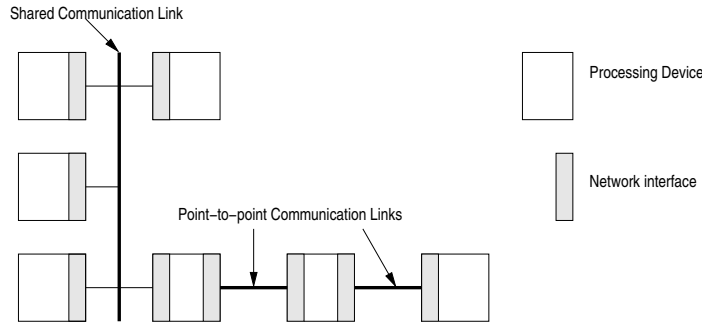 Shared Communication Link
Processing Device
Network interface
Point−to−point Communication Links